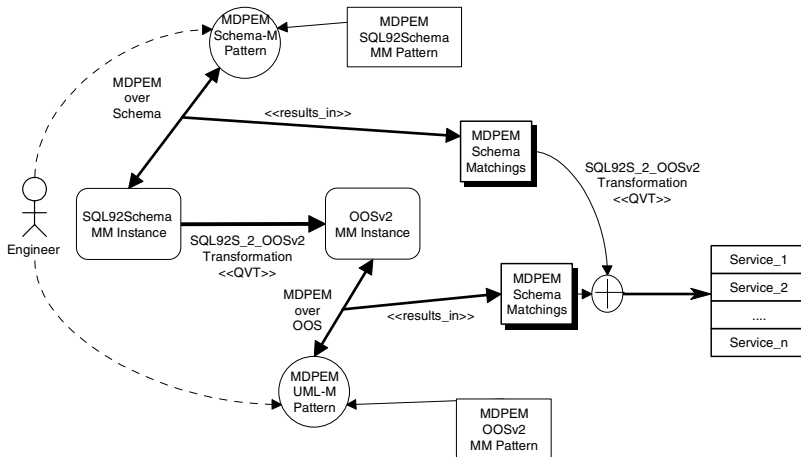 MDPEM
Schema-M
Pattern
MDPEM
SQL92Schema
MM Pattern
MDPEM
over
Schema
<<results_in>>
MDPEM
Schema
Matchings
SQL92S_2_OOSv2
Transformation
<<QVT>>
Engineer
SQL92Schema
MM Instance
SQL92S_2_OOSv2
Transformation
<<QVT>>
OOSv2
MM Instance
MDPEM
over
OOS
<<results_in>>
MDPEM
Schema
Matchings
Service_1
Service_2
....
Service_n
MDPEM
UML-M
Pattern
MDPEM
OOSv2
MM Pattern